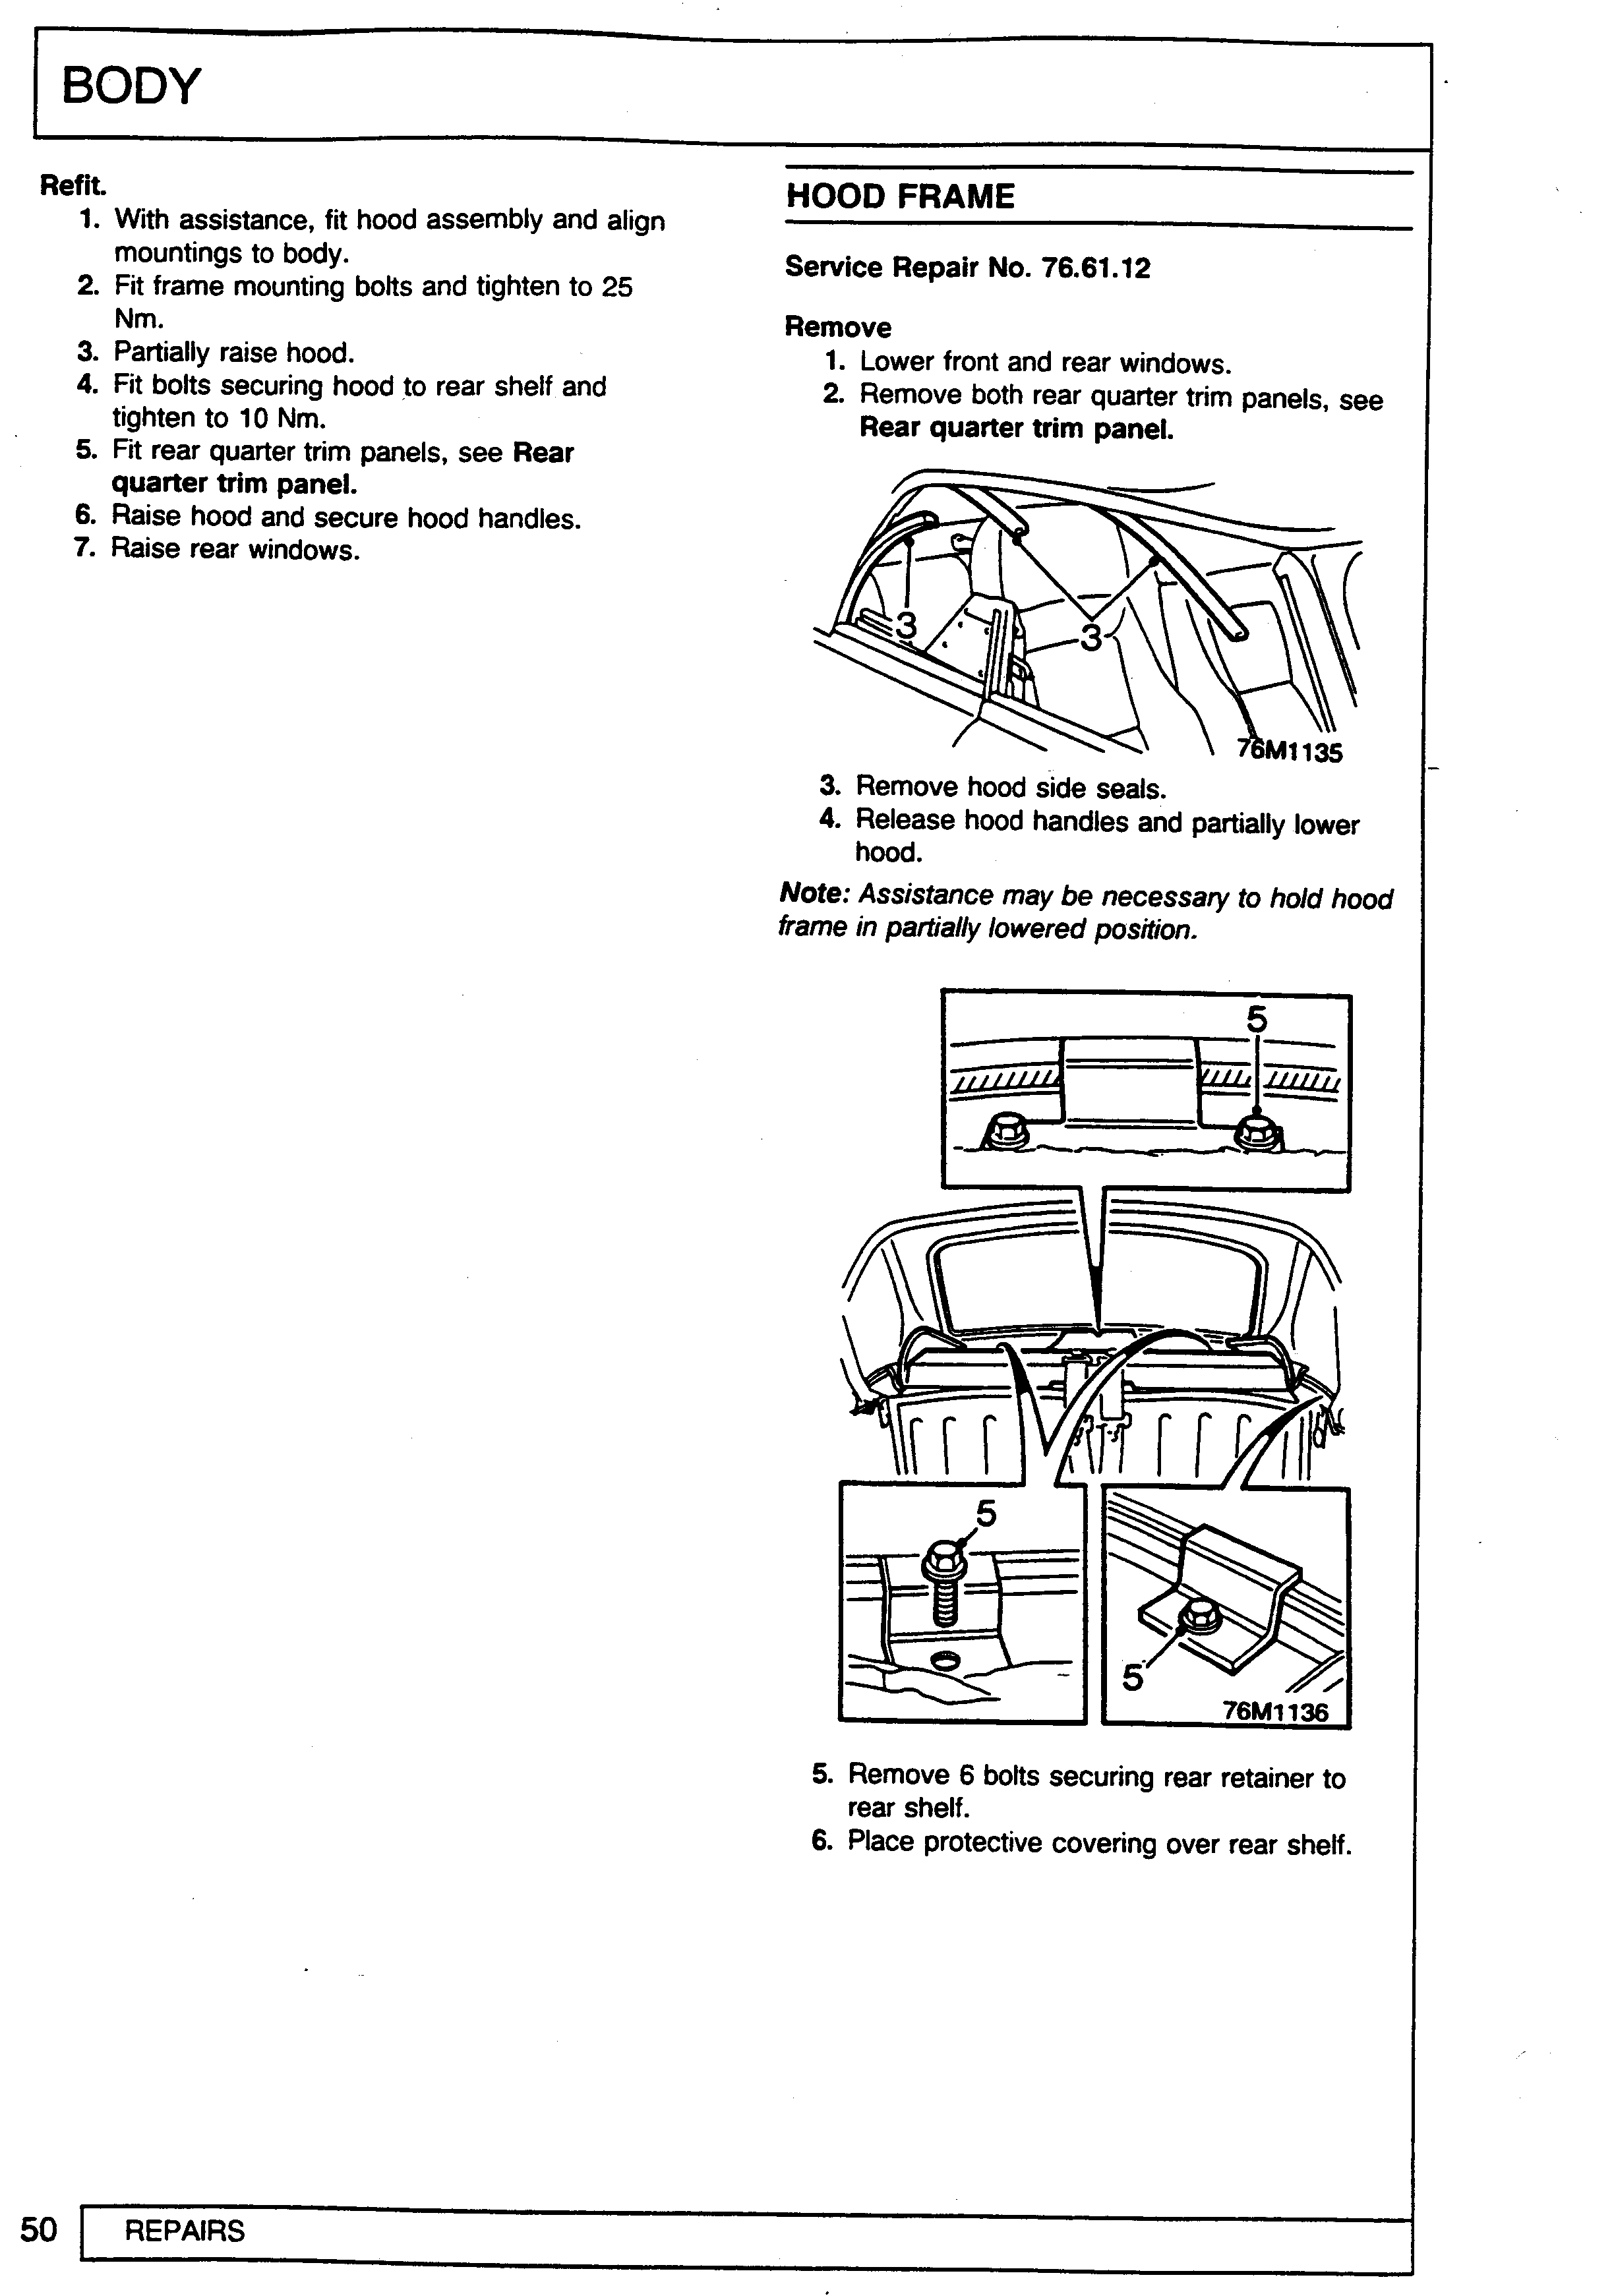 BODY
Refit.
1. With assistance, fit hood assembly and align
mountings to body.
2. Fit frame mounting bolts and tighten to 25
Nm.
3. Partially raise hood.
4. Fit bolts securing hood to rear shelf and
tighten to 10 Nm.
5. Fit rear quarter trim panels, see Rear
quarter trim panel.
6. Raise hood and secure hood handles.
7. Raise rear windows.
HOOD FRAME
Service Repair No. 76.61.12
Remove
1. Lower front and rear windows.
2. Remove both rear quarter trim panels, see
Rear quarter trim panel.
3
3
76M1135
3. Remove hood side seals.
4. Release hood handles and partially lower
hood.
Note: Assistance may be necessary to hold hood
frame in partially lowered position.
5
5
5
76M1136
5. Remove 6 bolts securing rear retainer to
rear shelf.
6. Place protective covering over rear shelf.
50
REPAIRS